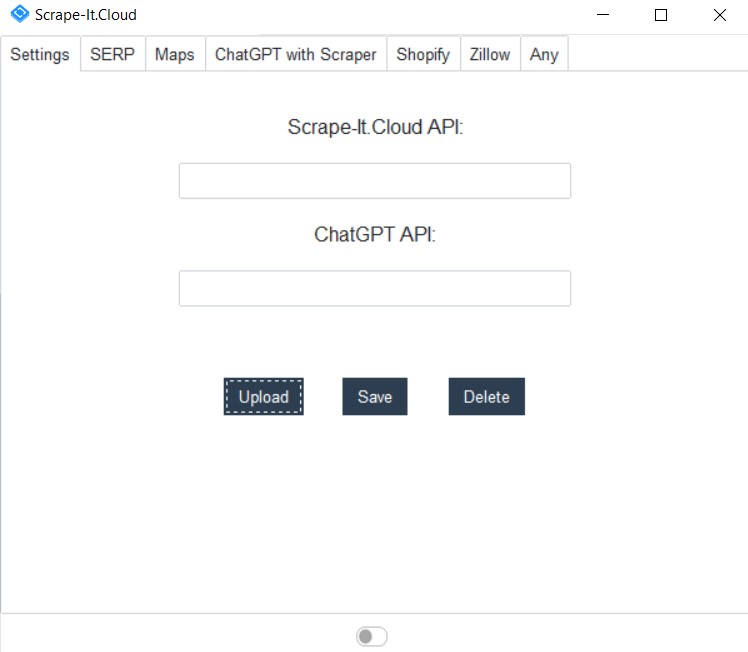 Scrape-It.Cloud
Settings SERP Maps ChatGPT with Scraper Shopify Zillow Any
Scrape-It.Cloud API:
ChatGPT API:
Upload Save Delete